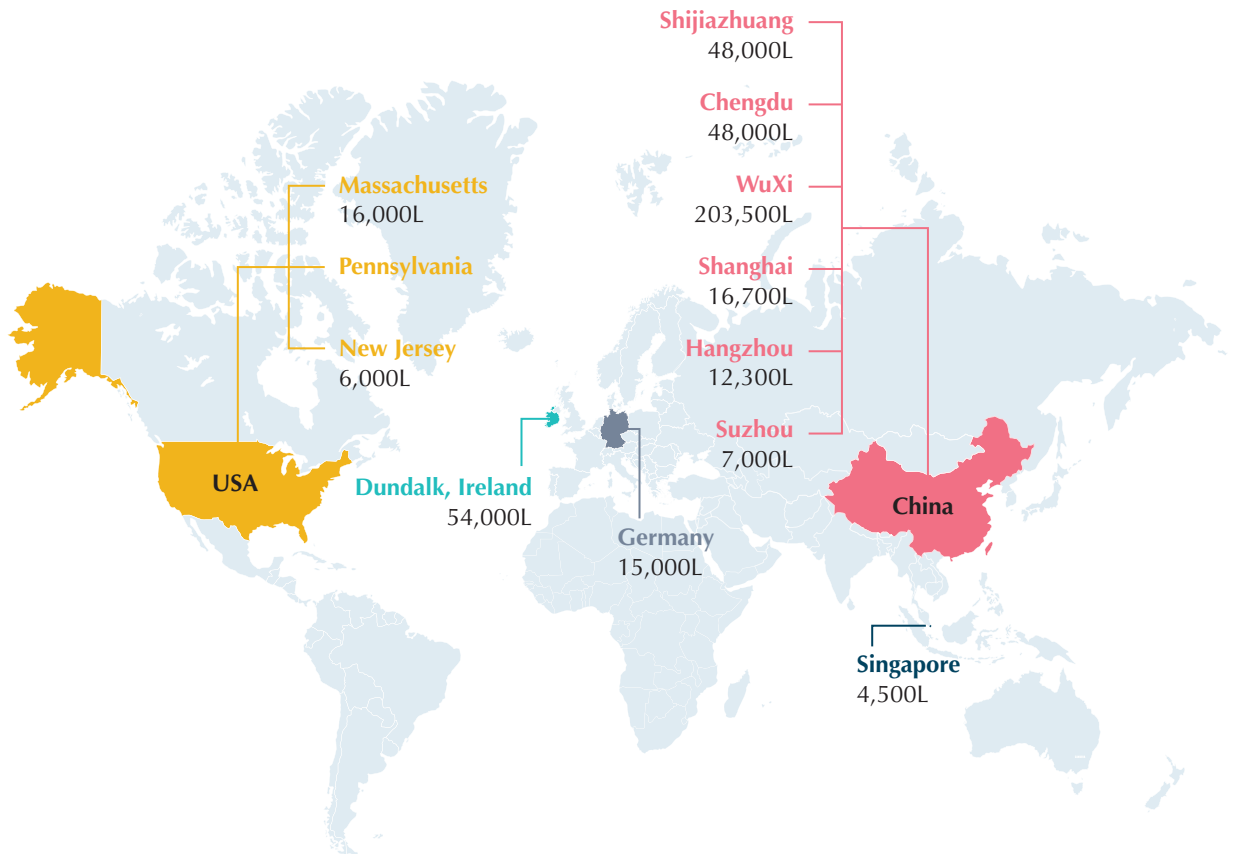 Shijiazhuang
48,000L
Chengdu
48,000L
WuXi
203,500L
Shanghai
16,700L
Hangzhou
12,300L
Suzhou
7,000L
Massachusetts
16,000L
Pennsylvania
New Jersey
6,000L
USA
Dundalk, Ireland
54,000L
Germany
15,000L
China
Singapore
4,500L